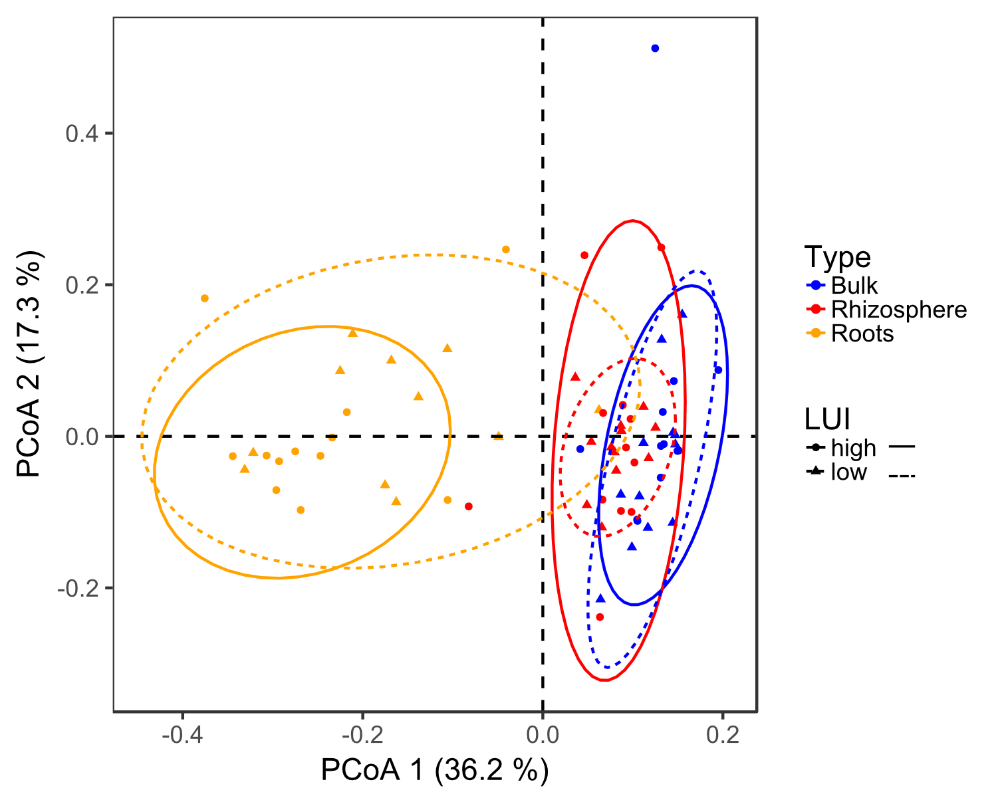 PCoA 2 (17.3 %)
0.4
0.2
0.0
-0.2
-0.4
-0.2
0.0
0.2
PCoA 1 (36.2 %)
Type
Bulk
Rhizosphere
Roots
LUI
high
low